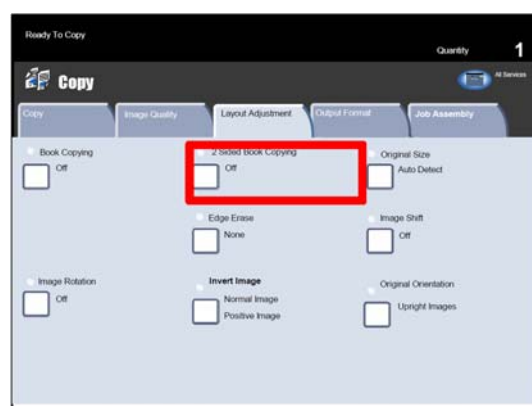 Ready To Copy
Quantity 1
Copy
All Services
Copy
Image Quality
Layout Adjustment
Output Format
Job Assembly
Book Copying
Off
2 Sided Book Copying
Off
Original Size
Auto Detect
Edge Erase
None
Image Shift
Off
Image Rotation
Off
Invert Image
Normal Image
Positive Image
Original Orientation
Upright Images